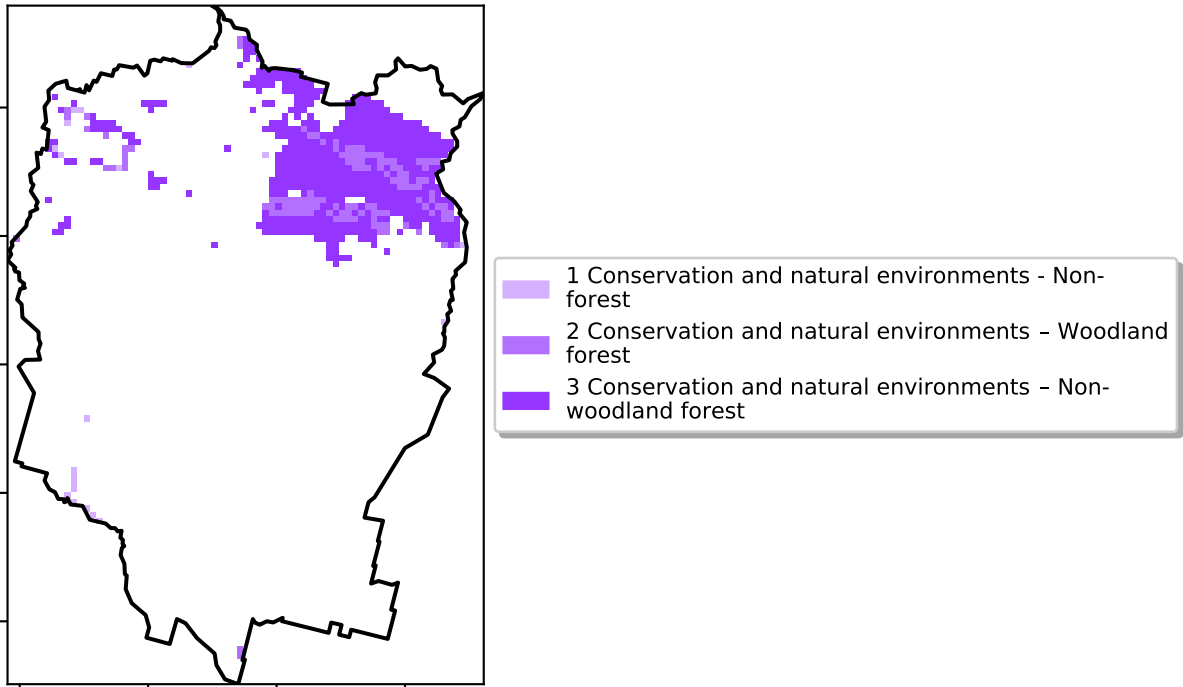 1 Conservation and natural environments - Non-
forest
2 Conservation and natural environments – Woodland
forest
3 Conservation and natural environments – Non-
woodland forest